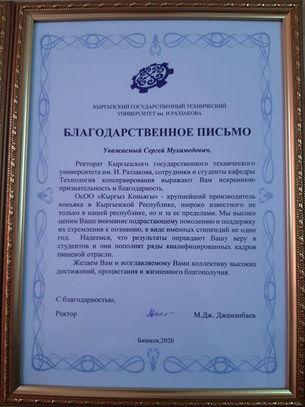 КЫРГЫЗСКИЙ ГОСУДАРСТВЕННЫЙ ТЕХНИЧЕСКИЙ
УНИВЕРСИТЕТ им. И.РАЗЗАКОВА
БЛАГОДАРСТВЕННОЕ ПИСЬМО
Уважаемый Сергей Мухамедович,
Ректорат Кыргызского государственного технического
университета им. И. Раззакова, сотрудники и студенты кафедры
Технология консервирования выражают Вам искреннюю
признательность и благодарность.
ОсОО «Кыргыз Коньягы» - крупнейший производитель
коньяка в Кыргызской Республике, широко известного не
только в нашей республике, но и за ее пределами. Мы высоко
ценим Ваше внимание подрастающему поколению и поддержку
их стремления к познанию, в виде именных стипендий не один
год. Надеемся, что результаты оправдают Вашу веру в
студентов и они пополнят ряды квалифицированных кадров
пищевой отрасли.
Желаем Вам и возглавляемому Вами коллективу высоких
достижений, процветания и жизненного благополучия.
С благодарностью,
Ректор М.Дж. Джаманбаев
Бишкек, 2020